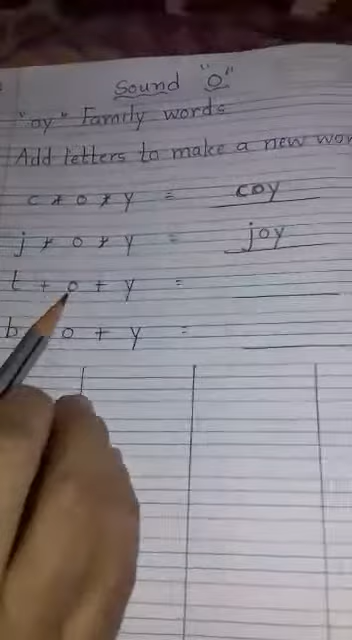 Sound "o"
"oy" Family words
Add letters to make a new wor
c + o + y = coy
j + o + y = joy
t + o + y =
b o + y =